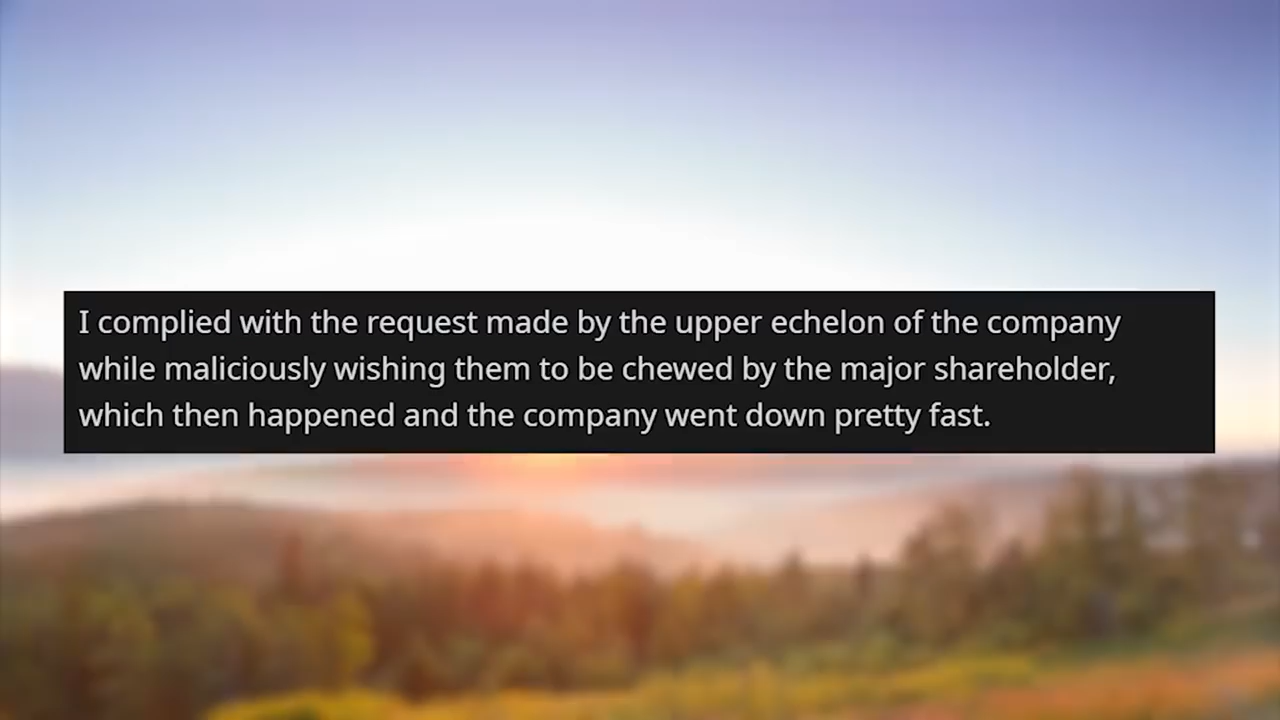 I complied with the request made by the upper echelon of the company
while maliciously wishing them to be chewed by the major shareholder,
which then happened and the company went down pretty fast.